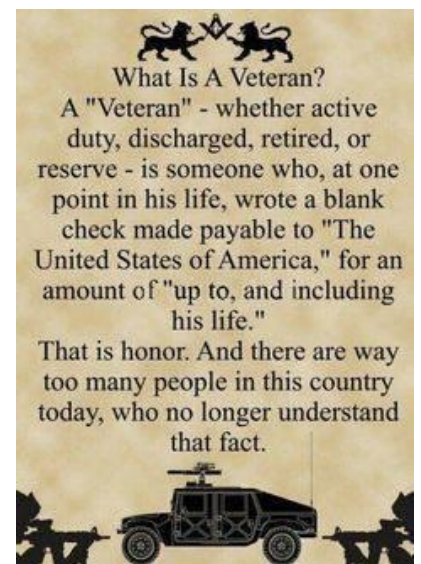 What Is A Veteran?
A "Veteran" - whether active
duty, discharged, retired, or
reserve - is someone who, at one
point in his life, wrote a blank
check made payable to "The
United States of America," for an
amount of "up to, and including
his life."
That is honor. And there are way
too many people in this country
today, who no longer understand
that fact.